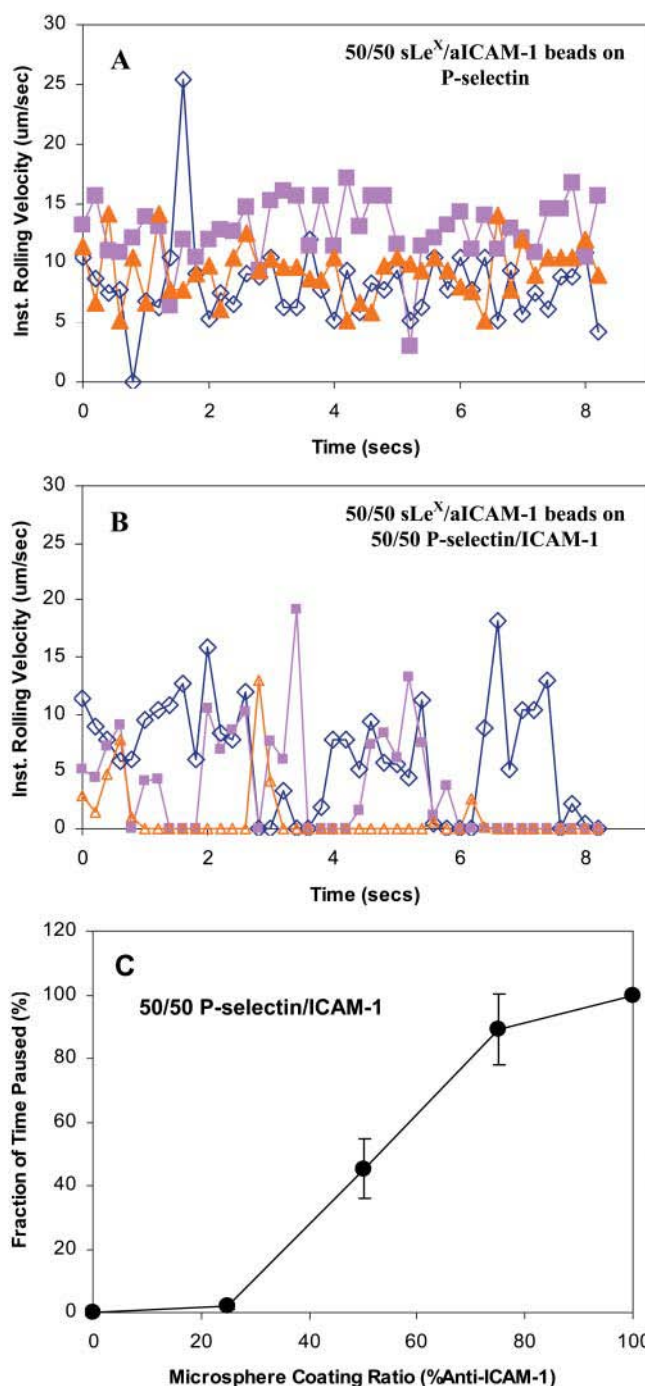 30
A
50/50 sLeX/aICAM-1 beads on
P-selectin
25
20
15
10
5
0
Inst. Rolling Velocity (um/sec)
0 2 4 6 8
Time (secs)
30
B
50/50 sLeX/aICAM-1 beads on
50/50 P-selectin/ICAM-1
25
20
15
10
5
0
Inst. Rolling Velocity (um/sec)
0 2 4 6 8
Time (secs)
120
C
50/50 P-selectin/ICAM-1
100
80
60
40
20
0
Fraction of Time Paused (%)
0 20 40 60 80 100
Microsphere Coating Ratio (%Anti-ICAM-1)